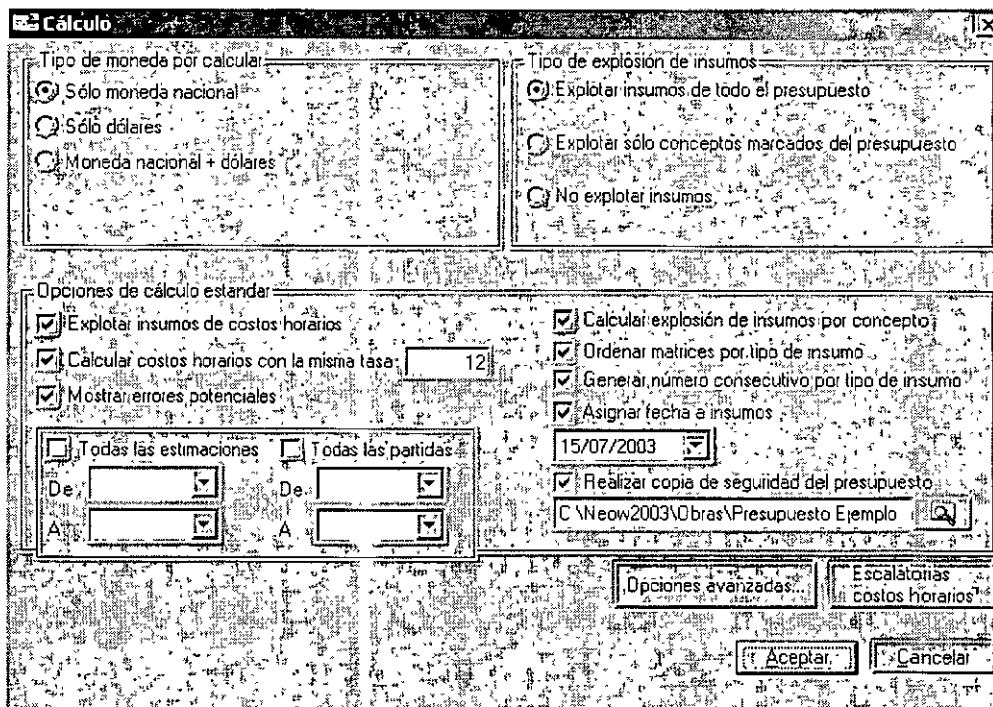 Cálculo
Tipo de moneda por calcular
Sólo moneda nacional
Sólo dólares
Moneda nacional + dólares
Tipo de explosión de insumos
Explotar insumos de todo el presupuesto
Explotar sólo conceptos marcados del presupuesto
No explotar insumos
Opciones de cálculo estandar
Explotar insumos de costos horarios
Calcular costos horarios con la misma tasa: 12
Mostrar errores potenciales
Todas las estimaciones
De
A
Todas las partidas
De
A
Calcular explosión de insumos por concepto
Ordenar matrices por tipo de insumo
Generar número consecutivo por tipo de insumo
Asignar fecha a insumos
15/07/2003
Realizar copia de seguridad del presupuesto
C:\Neow2003\Obras\Presupuesto Ejemplo
Opciones avanzadas...
Escalatorias
costos horarios
Aceptar
Cancelar